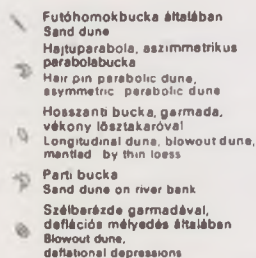 Futóhomokbucka általában
Sand dune
Hajtuparabola, aszimmetrikus
parabolabucka
Hair pin parabolic dune,
asymmetric parabolic dune
Hosszanti bucka, garmada,
vékony lösztakaróval
Longitudinal dune, blowout dune,
mantled by thin loess
Parti bucka
Sand dune on river bank
Szélbarázda garmadával,
deflációs mélyedés általában
Blowout dune,
deflational depressions